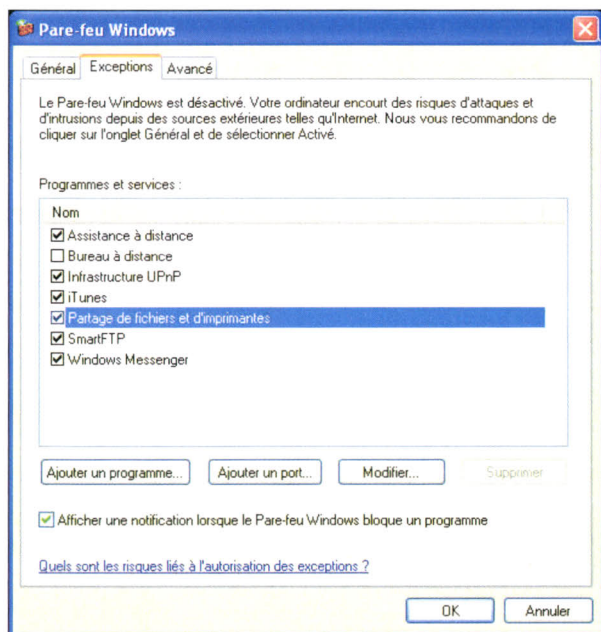 Pare-feu Windows
Général Exceptions Avancé
Le Pare-feu Windows est désactivé. Votre ordinateur encourt des risques d'attaques et
d'intrusions depuis des sources extérieures telles qu'Internet. Nous vous recommandons de
cliquer sur l'onglet Général et de sélectionner Activé.
Programmes et services :
Nom
Assistance à distance
Bureau à distance
Infrastructure UPnP
iTunes
Partage de fichiers et d'imprimantes
SmartFTP
Windows Messenger
Ajouter un programme... Ajouter un port... Modifier... Supprimer
Afficher une notification lorsque le Pare-feu Windows bloque un programme
Quels sont les risques liés à l'autorisation des exceptions ?
OK Annuler